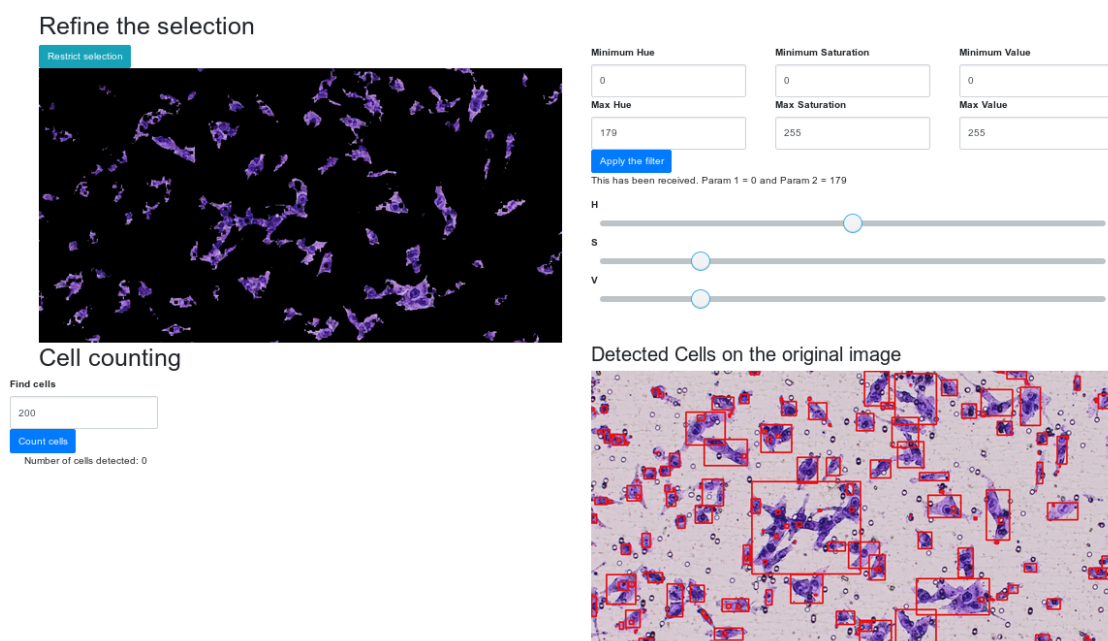 Refine the selection
Restrict selection
Minimum Hue Minimum Saturation Minimum Value
0 0 0
Max Hue Max Saturation Max Value
179 255 255
Apply the filter
This has been received. Param 1 = 0 and Param 2 = 179
H
S
V
Cell counting
Find cells
200
Count cells
Number of cells detected: 0
Detected Cells on the original image